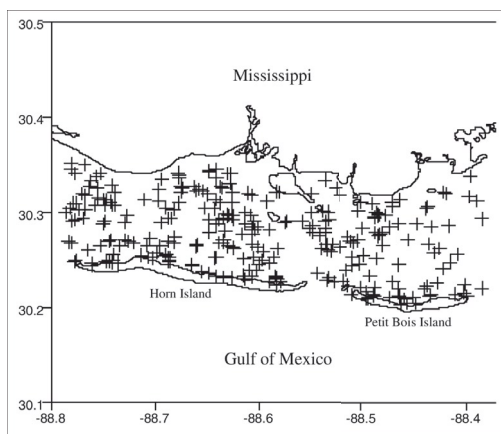 30.5
30.4
Mississippi
30.3
Horn Island
30.2
Petit Bois Island
Gulf of Mexico
30.1
-88.8 -88.7 -88.6 -88.5 -88.4